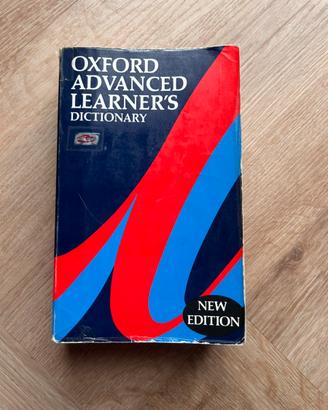 OXFORD
ADVANCED
LEARNER'S
DICTIONARY
NEW
EDITION